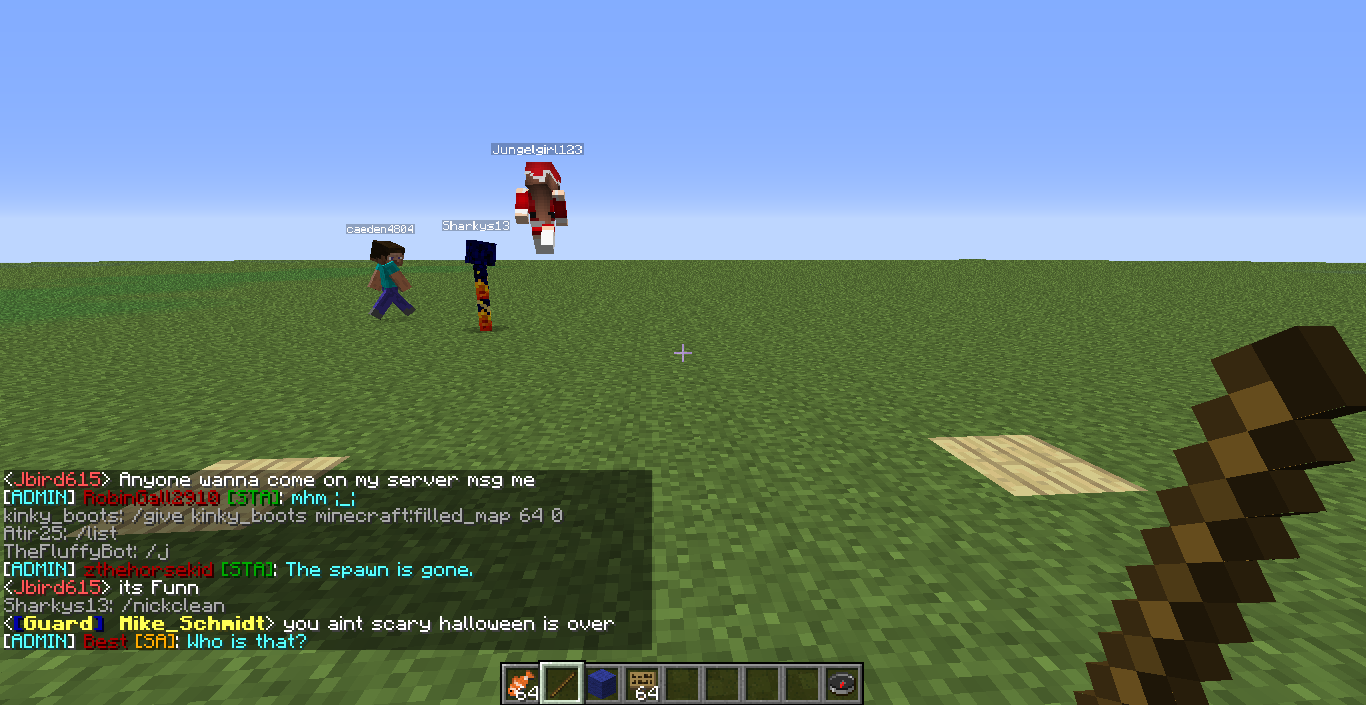 Jungelgirl123
caeden4804
Sharkys13
<Jbird615> Anyone wanna come on my server msg me
[ADMIN] RobinGall2910 [STA]: mhm ;_;
kinky_boots: /give kinky_boots minecraft:filled_map 64 0
Atir25: /list
TheFluffyBot: /j
[ADMIN] zthehorsekid [STA]: The spawn is gone.
<Jbird615> its Funn
Sharkys13: /nickclean
<[Guard] Mike_Schmidt> you aint scary halloween is over
[ADMIN] Best [SA]: Who is that?
64
64